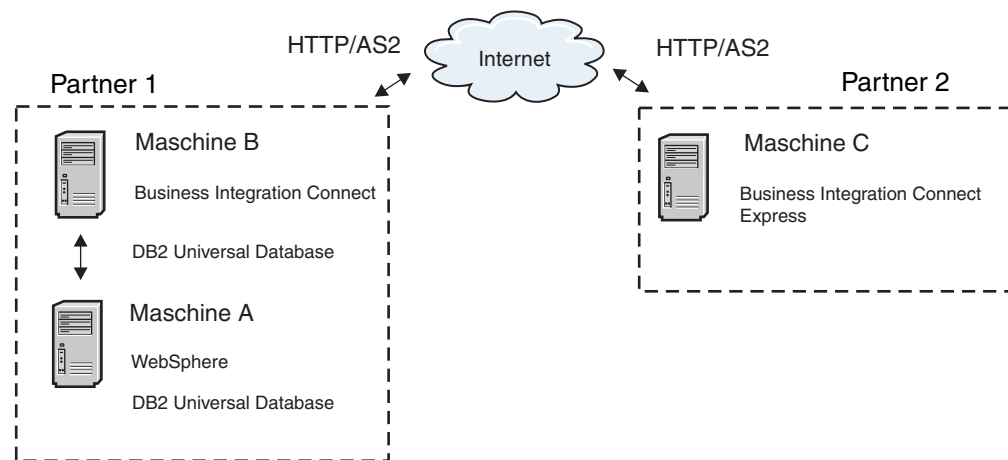 HTTP/AS2
Internet
HTTP/AS2
Partner 1
Partner 2
Maschine B
Business Integration Connect
DB2 Universal Database
Maschine A
WebSphere
DB2 Universal Database
Maschine C
Business Integration Connect
Express